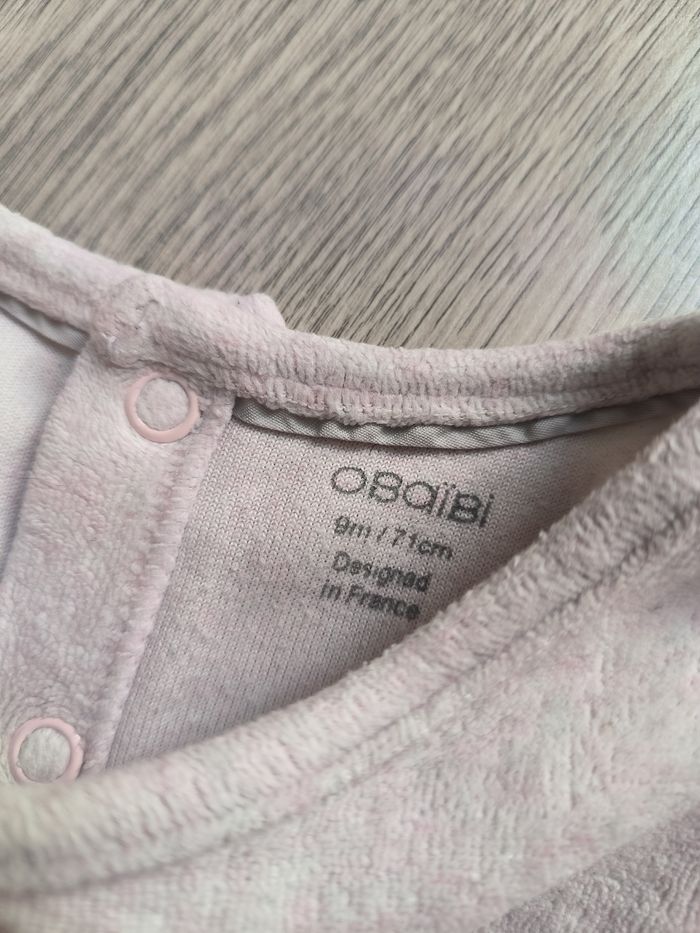 OBaïBi
9m / 71cm
Designed
in France